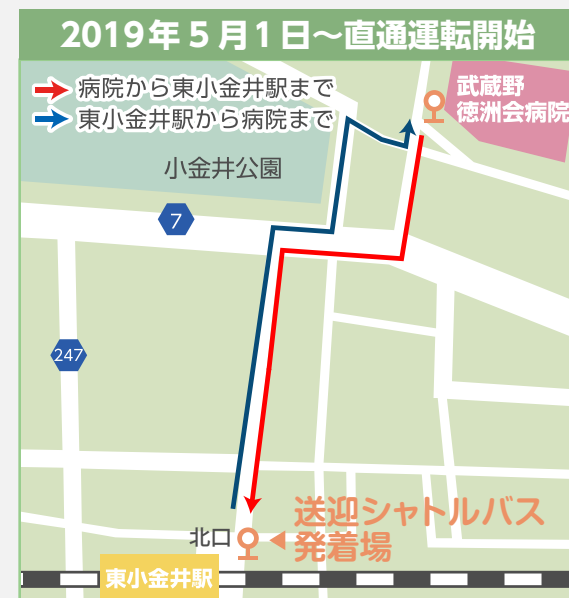 2019年5月1日～直通運転開始
病院から東小金井駅まで
東小金井駅から病院まで
武蔵野
徳洲会病院
小金井公園
7
247
送迎シャトルバス
発着場
北口
東小金井駅